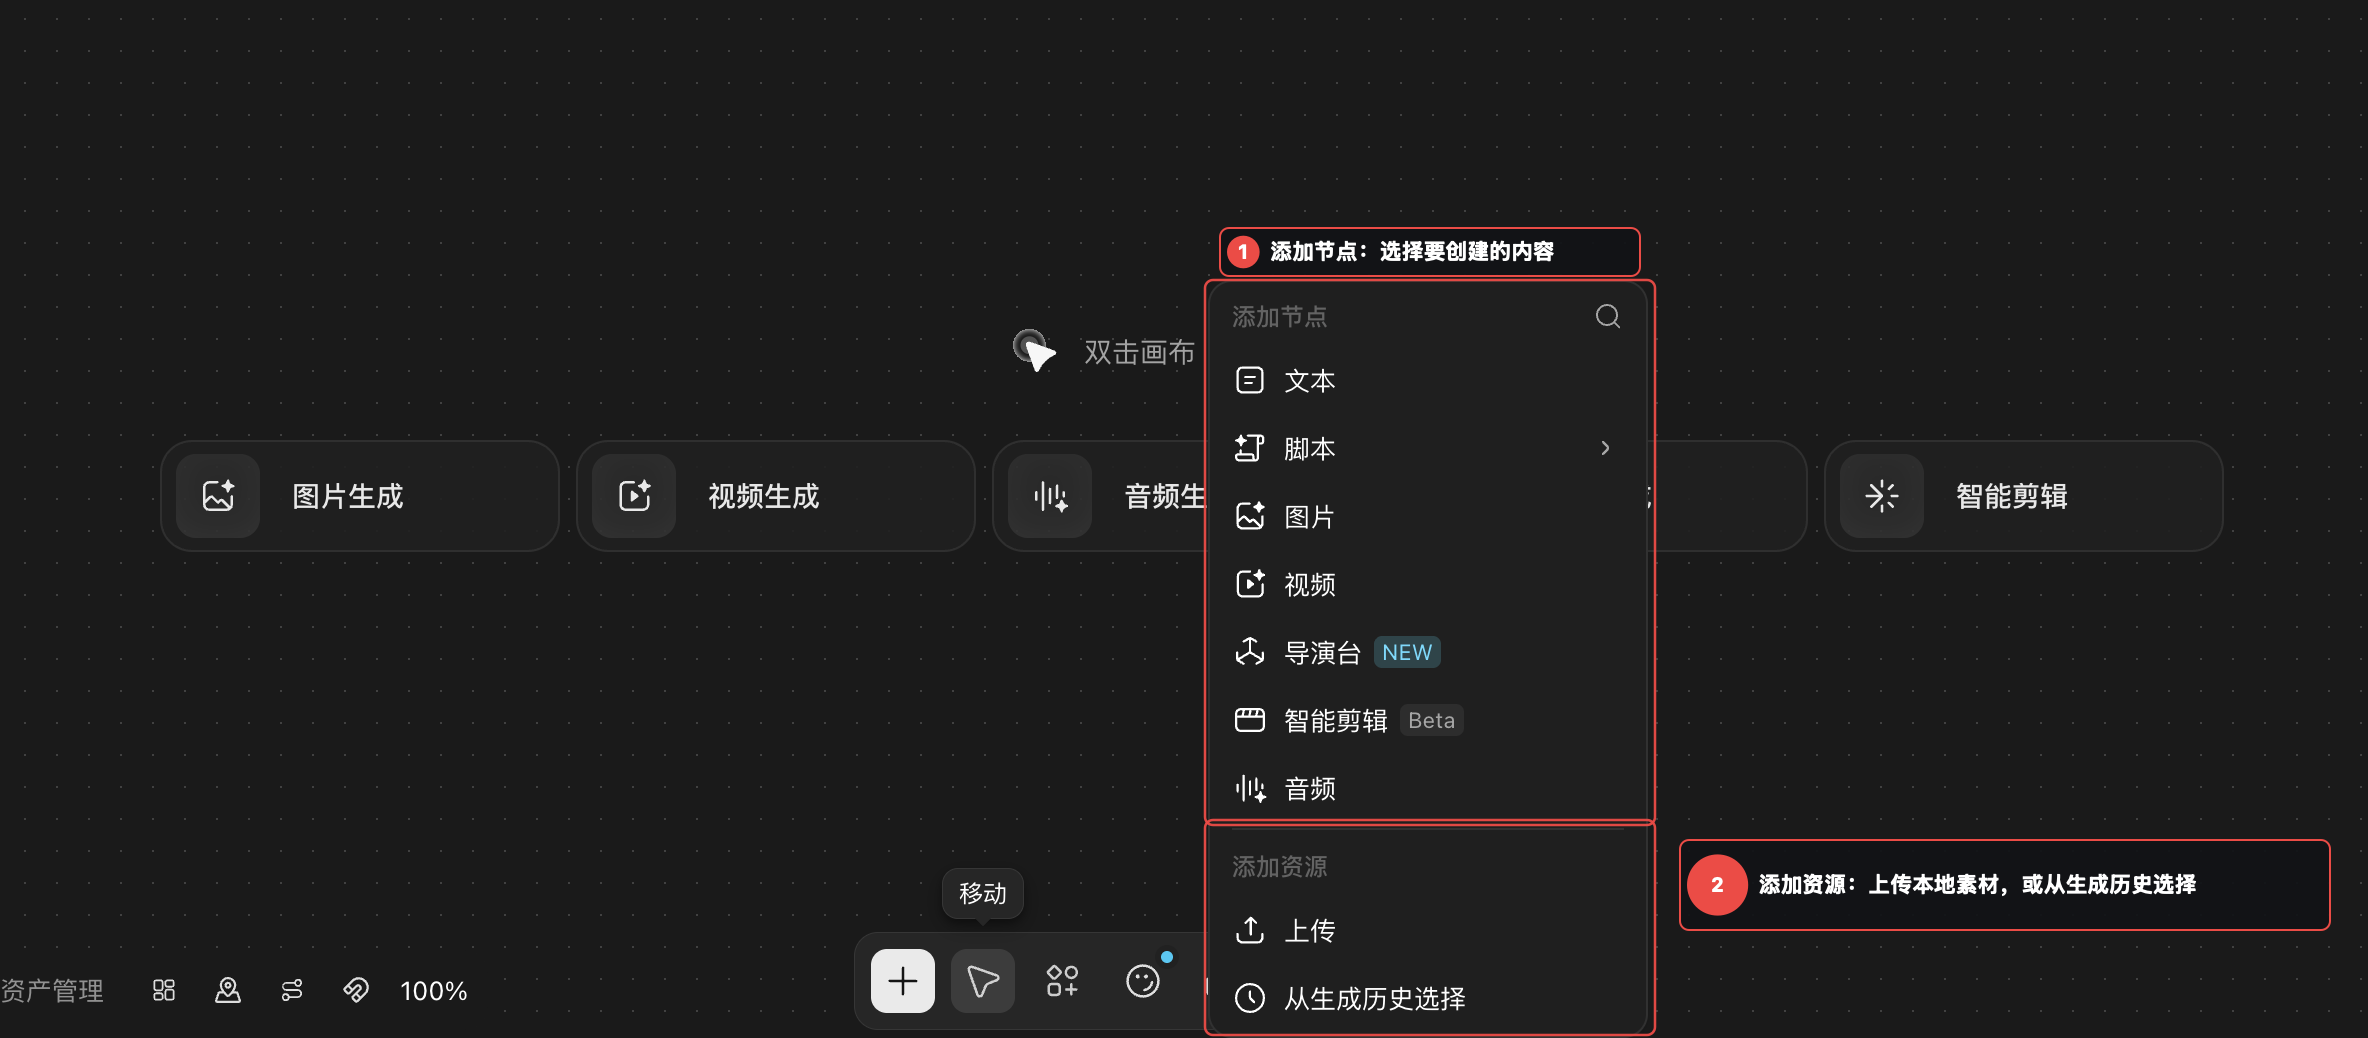 1 添加节点：选择要创建的内容
添加节点
双击画布
文本
脚本
图片生成
视频生成
音频生
智能剪辑
图片
视频
导演台 NEW
智能剪辑 Beta
音频
添加资源
2 添加资源：上传本地素材，或从生成历史选择
移动
上传
资产管理
100%
从生成历史选择